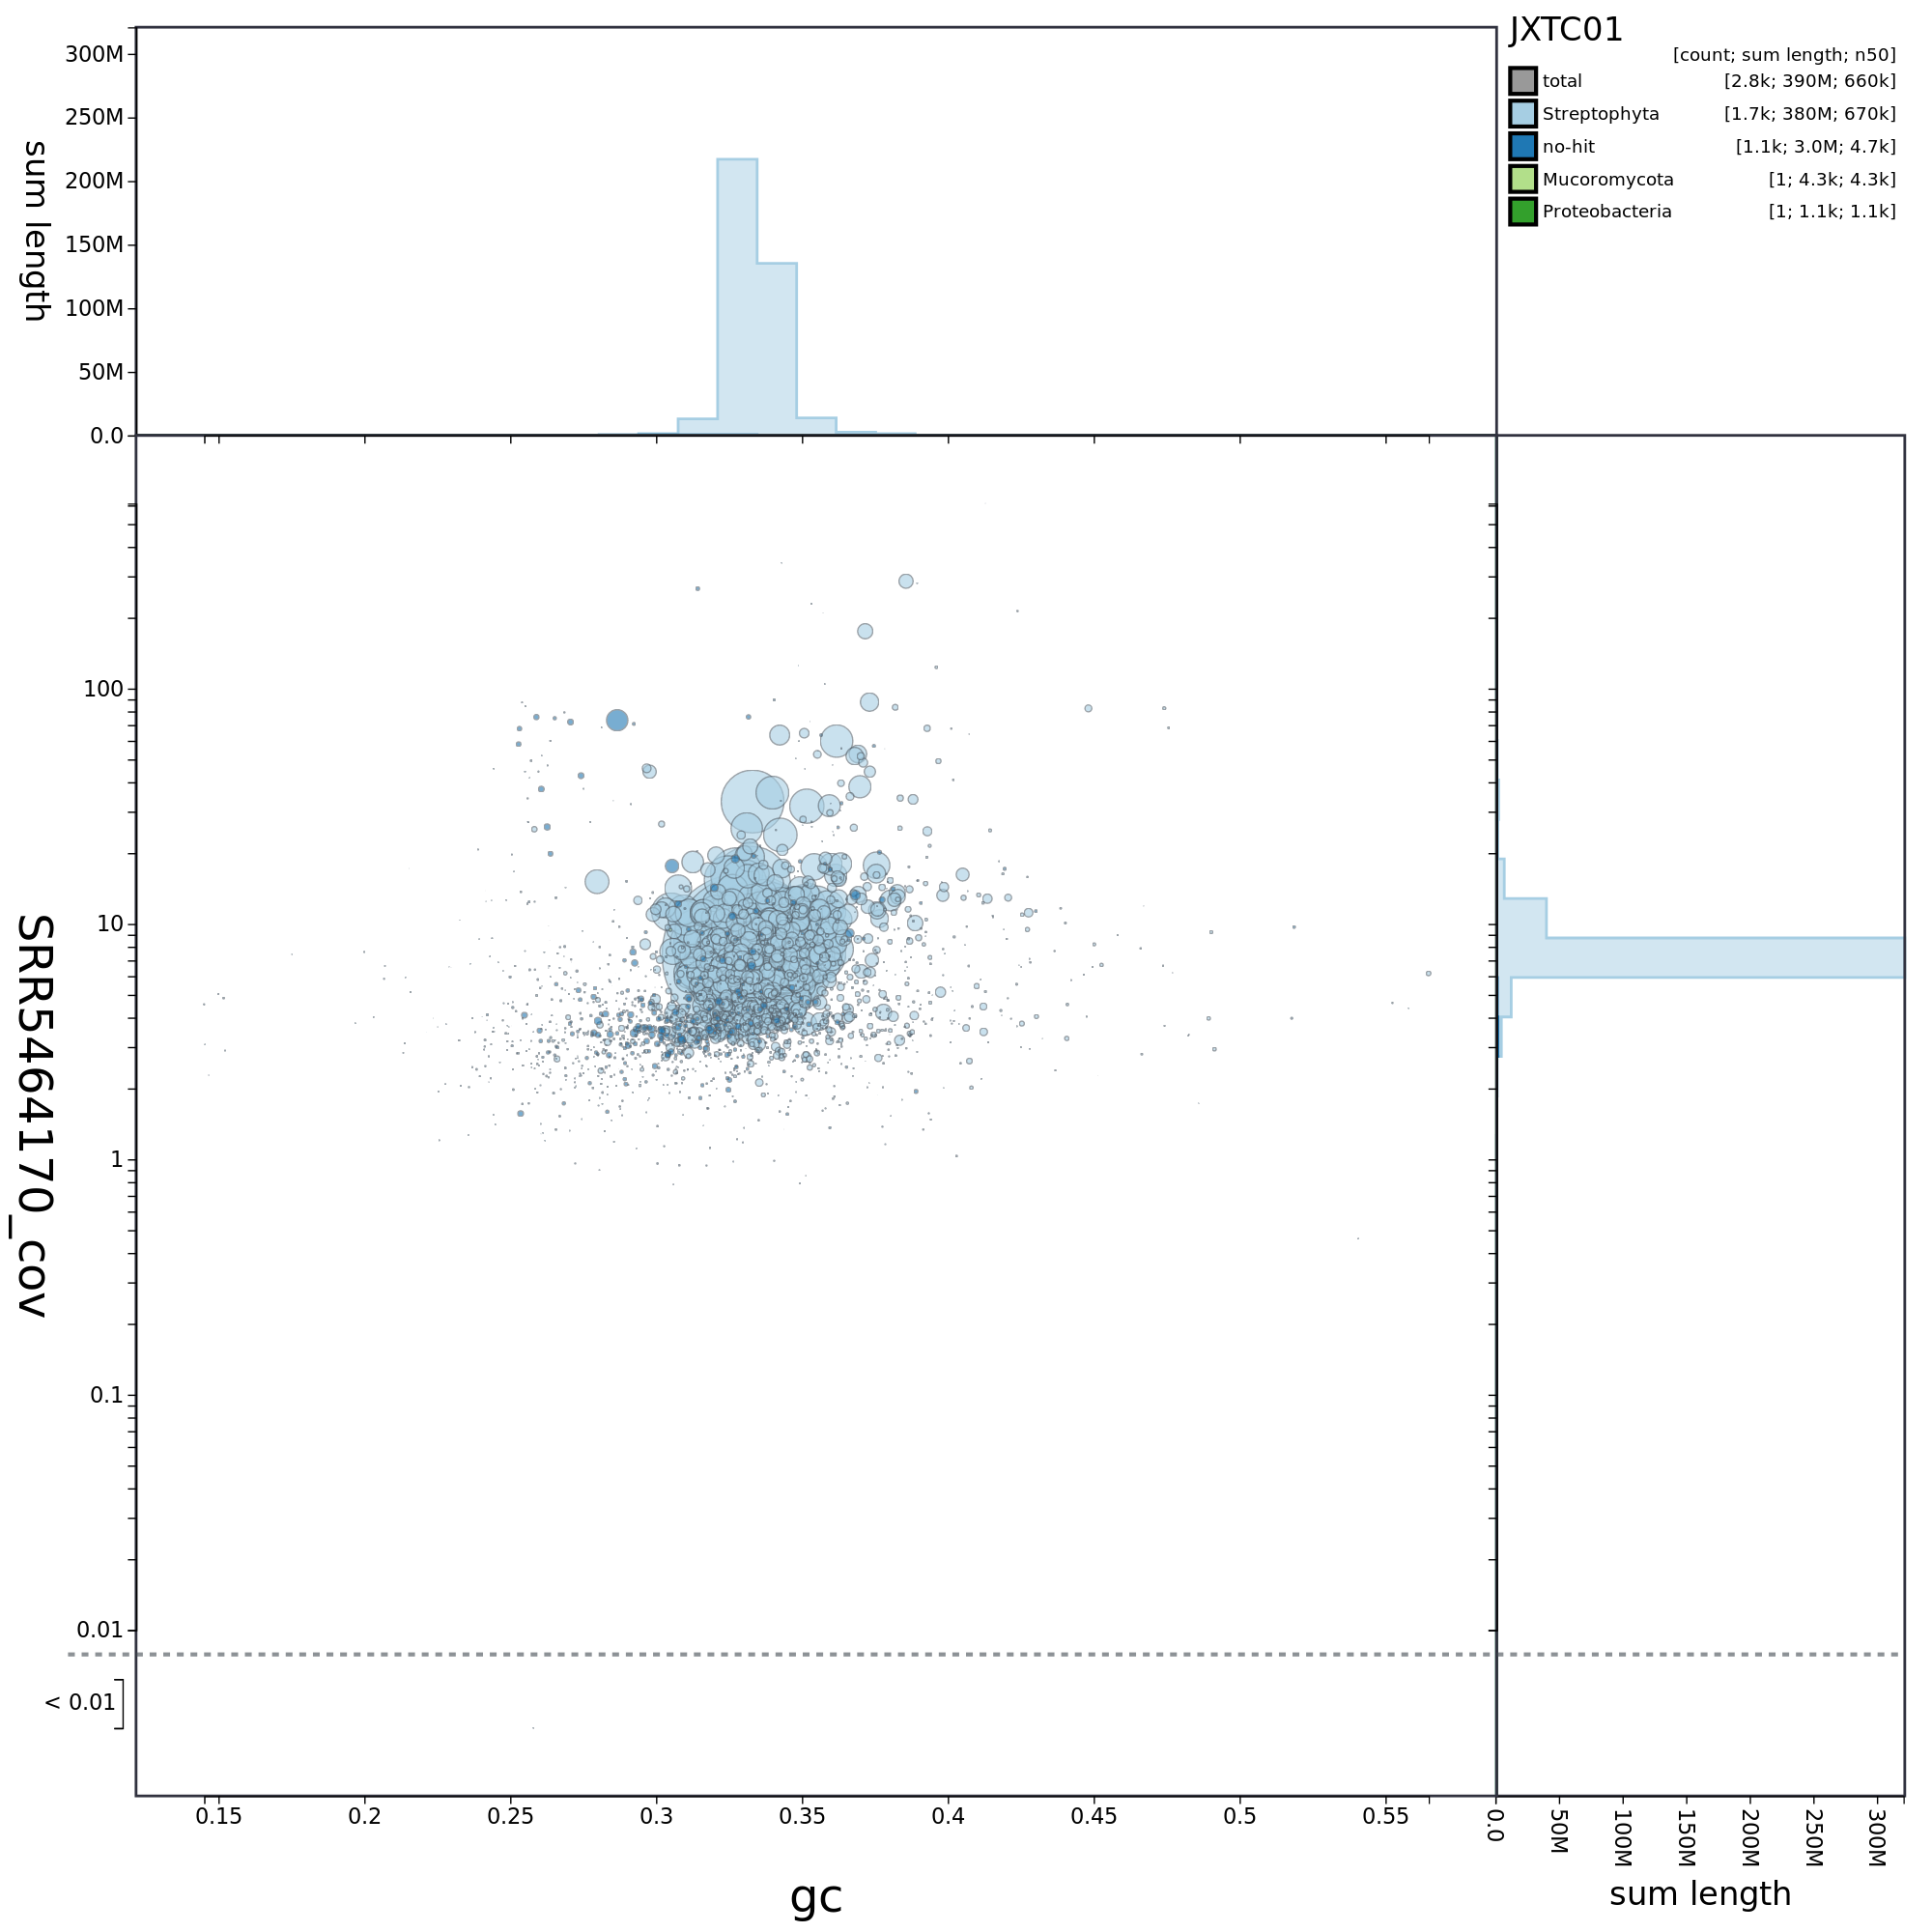 JXTC01
[count; sum length; n50]
total [2.8k; 390M; 660k]
Streptophyta [1.7k; 380M; 670k]
no-hit [1.1k; 3.0M; 4.7k]
Mucoromycota [1; 4.3k; 4.3k]
Proteobacteria [1; 1.1k; 1.1k]
sum length
300M
250M
200M
150M
100M
50M
0.0
SRR5464170_cov
100
10
1
0.1
0.01
< 0.01
0.15 0.2 0.25 0.3 0.35 0.4 0.45 0.5 0.55
gc
0.0 50M 100M 150M 200M 250M 300M
sum length